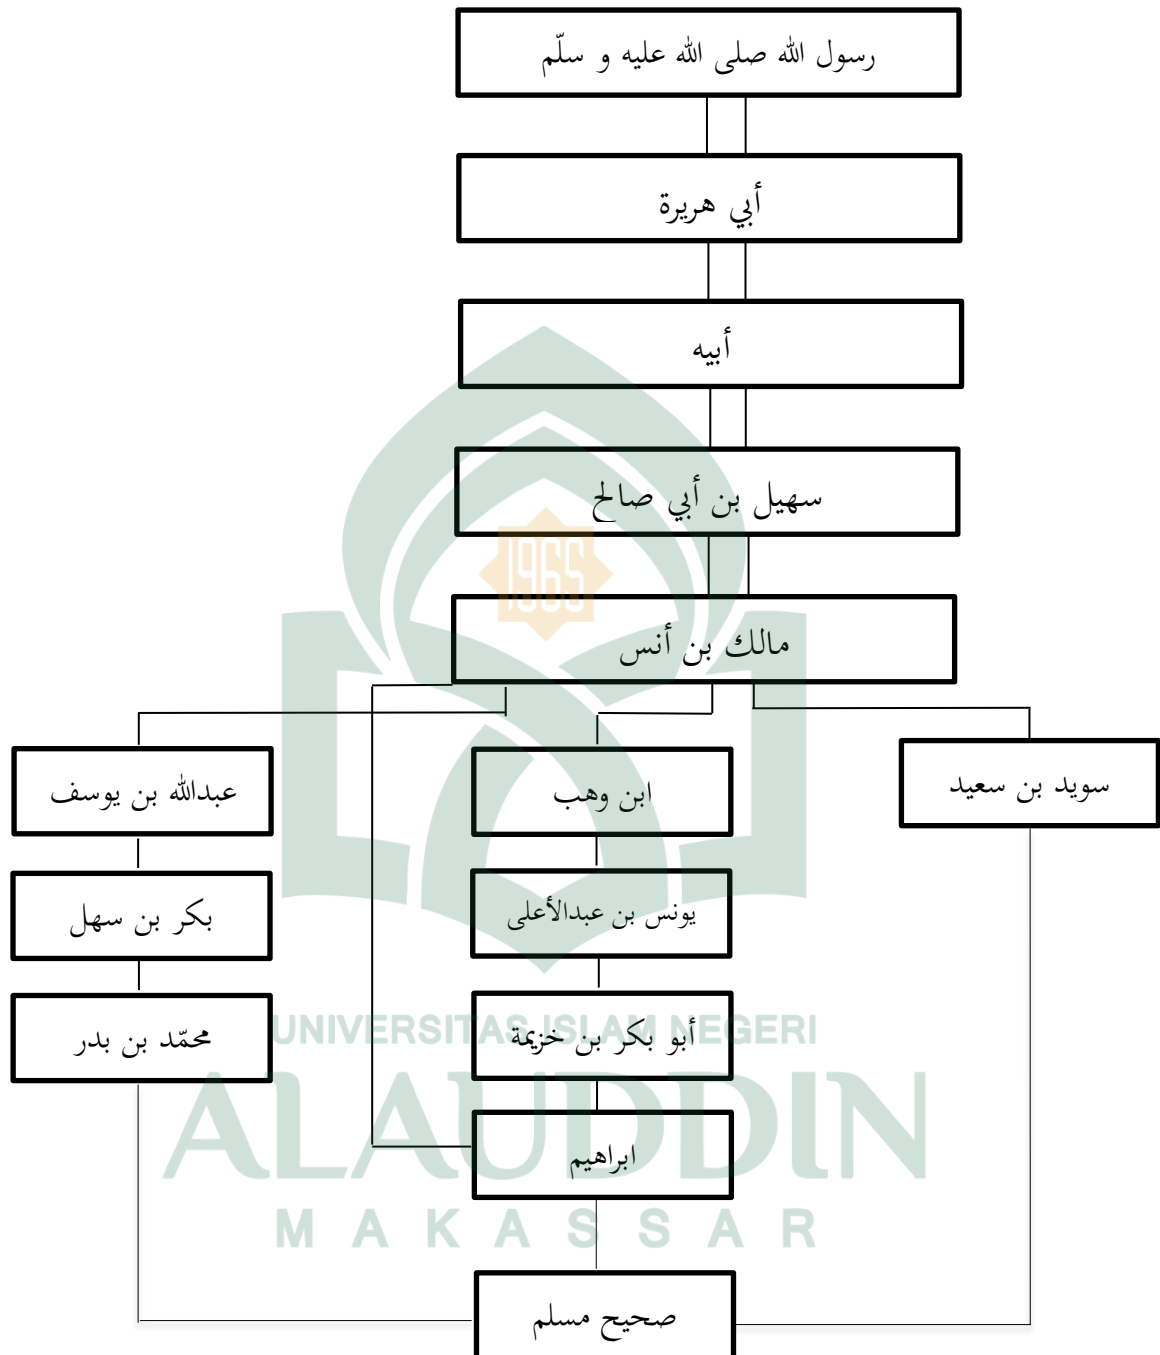 رسول الله صلى الله عليه و سلّم
أبي هريرة
أبيه
سهيل بن أبي صالح
1965
مالك بن أنس
سويد بن سعيد
ابن وهب
عبدالله بن يوسف
يونس بن عبدالأعلى
بكر بن سهل
أبو بكر بن خزيمة
محمّد بن بدر
UNIVERSITAS ISLAM NEGERI
ALAUDDIN
ابراهيم
MAKASSAR
صحيح مسلم